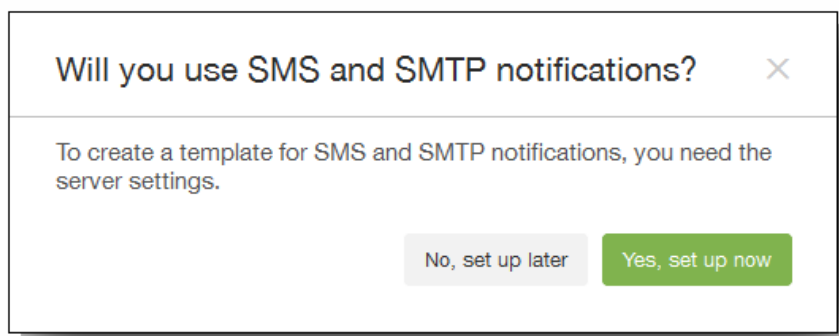 Will you use SMS and SMTP notifications?
To create a template for SMS and SMTP notifications, you need the
server settings.
No, set up later
Yes, set up now